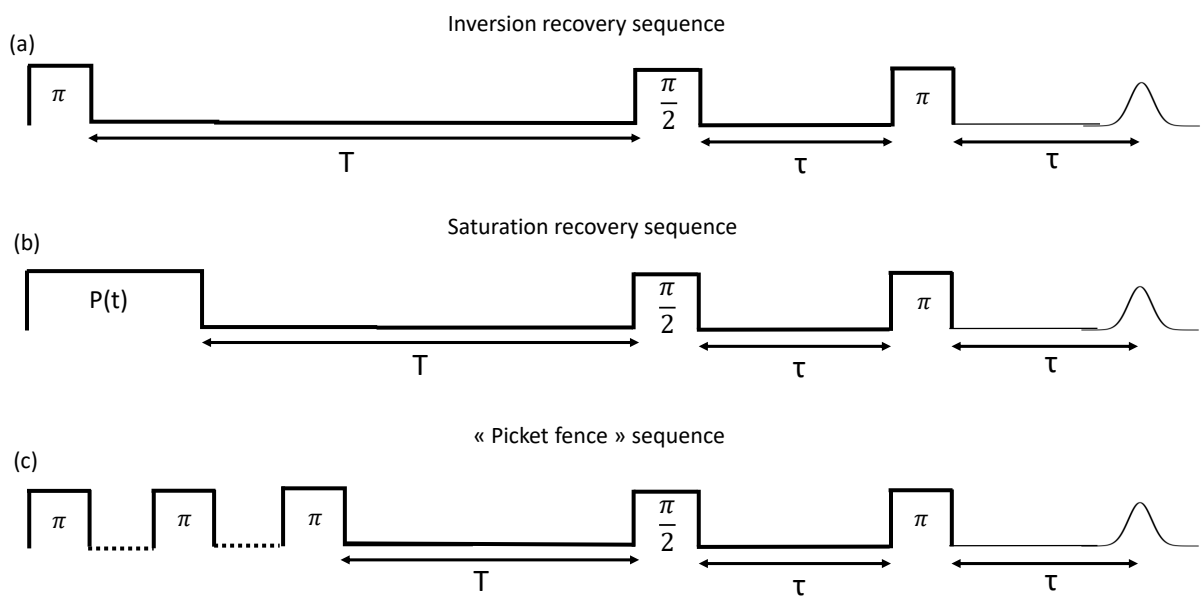 Inversion recovery sequence
(a)
π π/2 π
T τ τ
Saturation recovery sequence
(b)
P(t) π/2 π
T τ τ
« Picket fence » sequence
(c)
π π π π/2 π
T τ τ